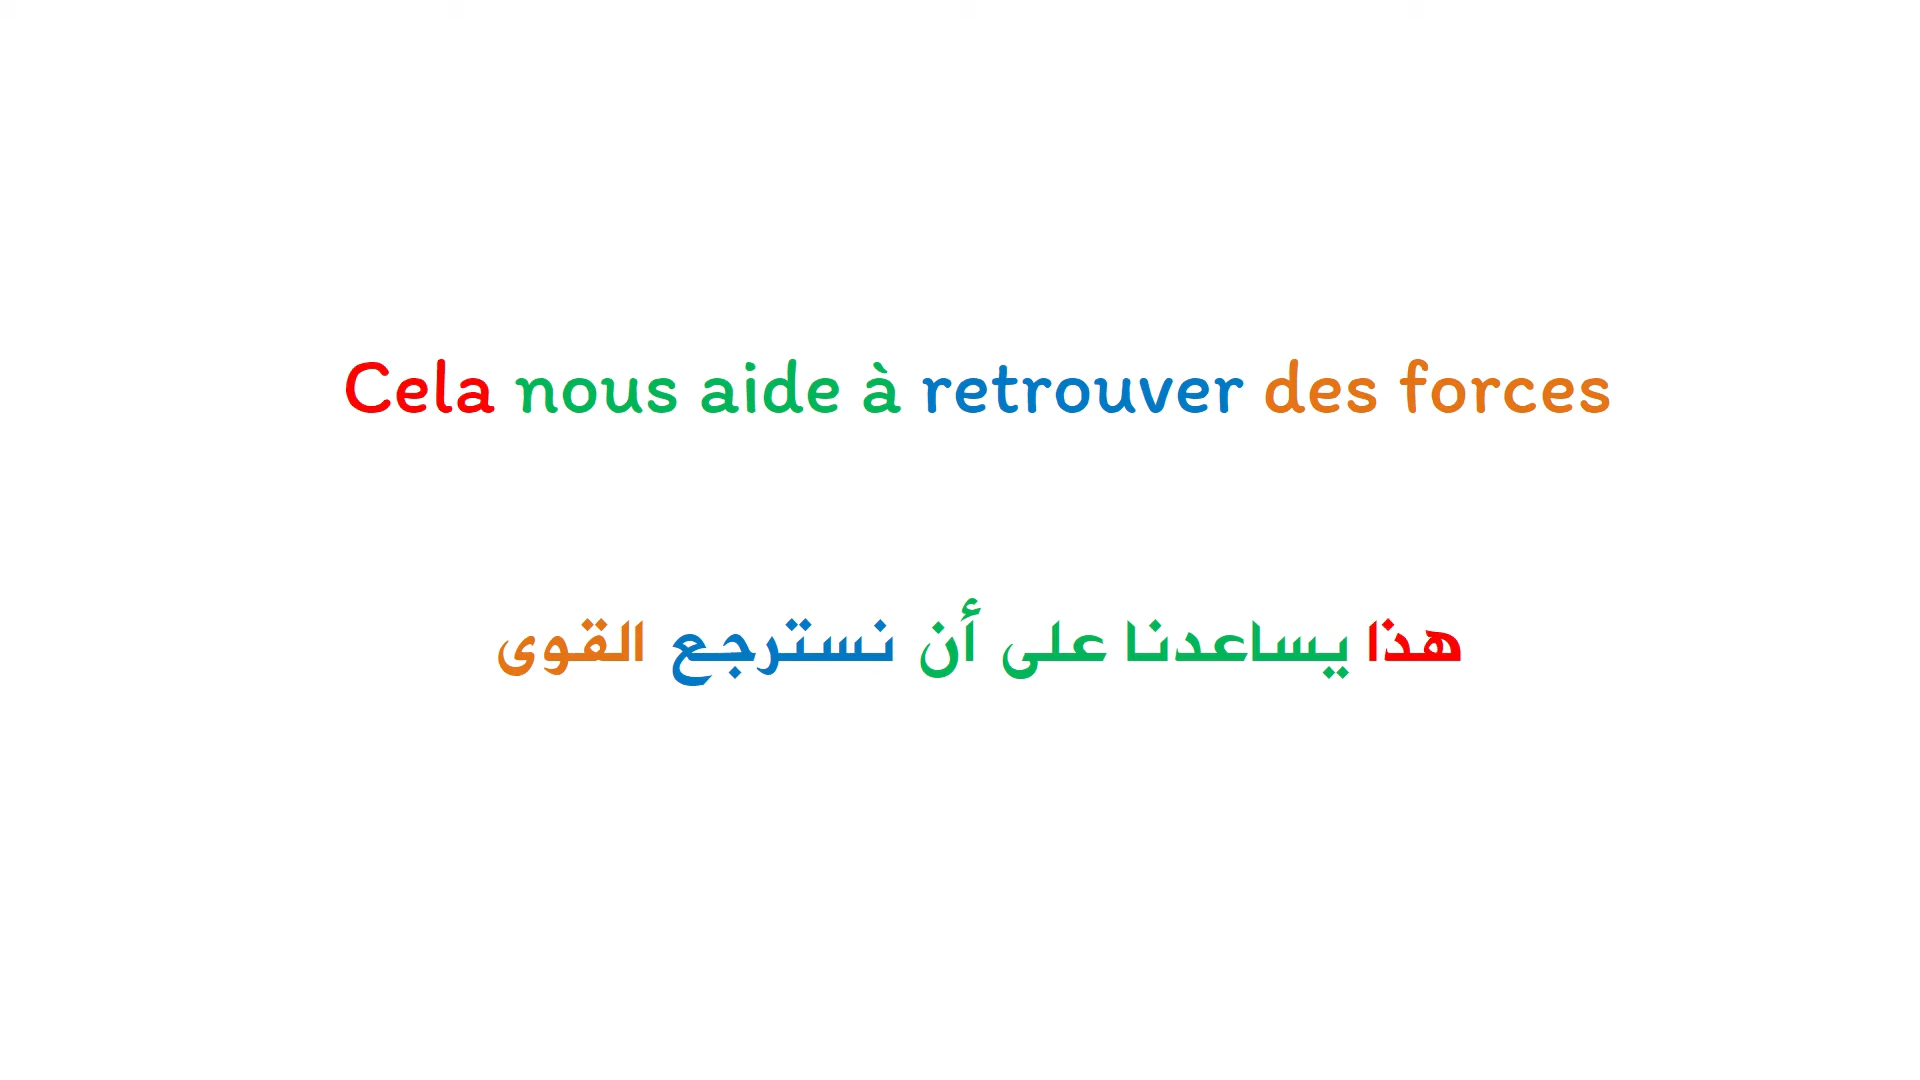 Cela nous aide à retrouver des forces
هذا يساعدنا على أن نسترجع القوى